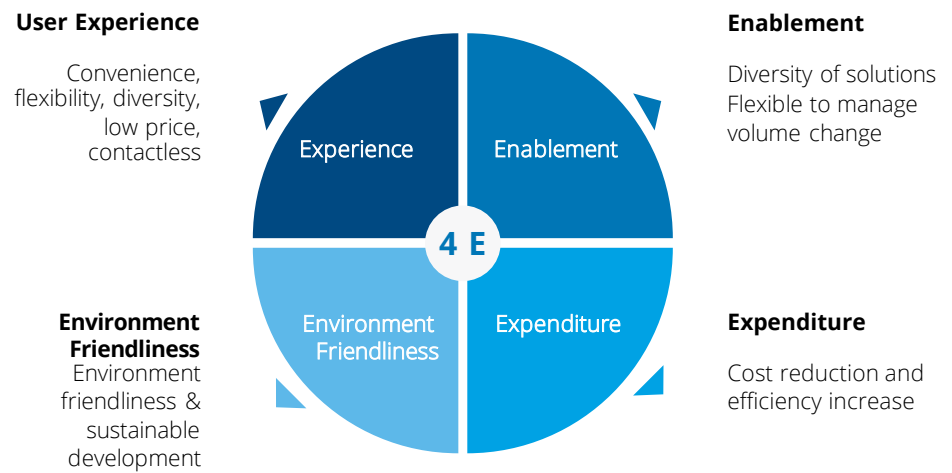 User Experience
Convenience,
flexibility, diversity,
low price,
contactless
Enablement
Diversity of solutions
Flexible to manage
volume change
Experience
Enablement
4 E
Environment
Friendliness
Expenditure
Environment
Friendliness
Environment
friendliness &
sustainable
development
Expenditure
Cost reduction and
efficiency increase